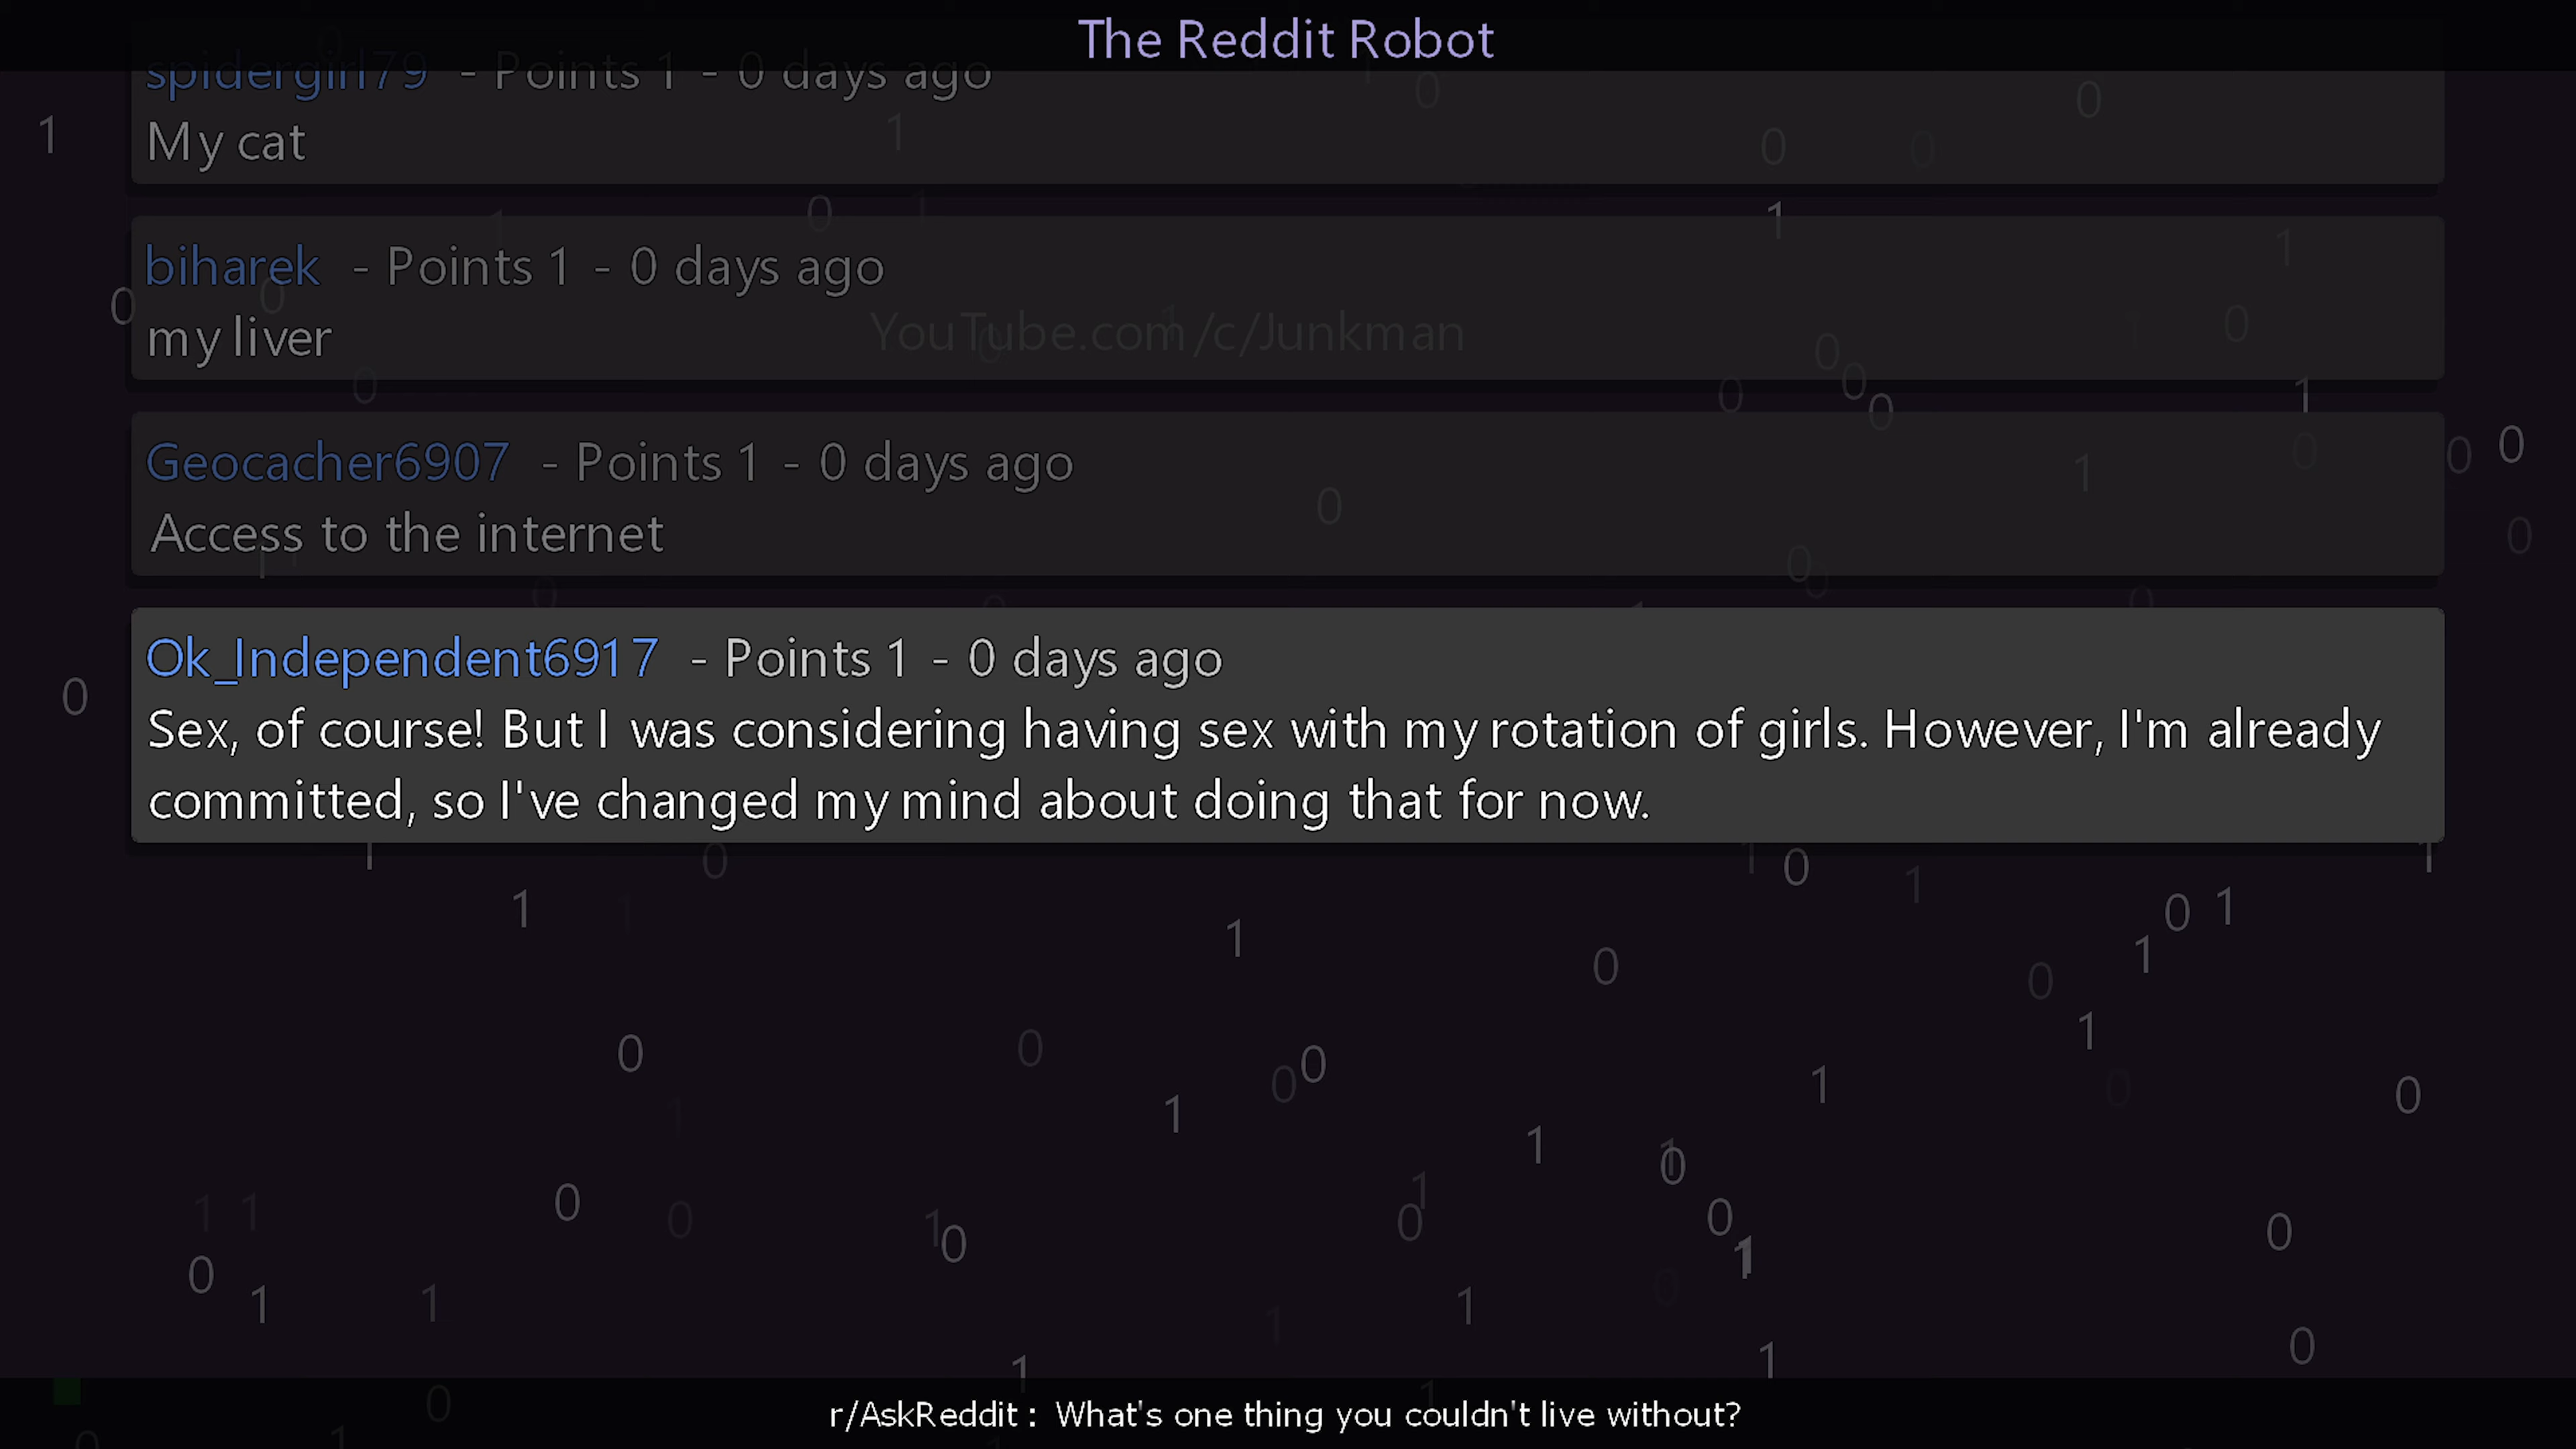 The Reddit Robot
spidergirl79 - Points 1 - 0 days ago
My cat
biharek - Points 1 - 0 days ago
my liver
YouTube.com/c/Junkman
Geocacher6907 - Points 1 - 0 days ago
Access to the internet
Ok_Independent6917 - Points 1 - 0 days ago
Sex, of course! But I was considering having sex with my rotation of girls. However, I'm already
committed, so I've changed my mind about doing that for now.
r/AskReddit : What's one thing you couldn't live without?